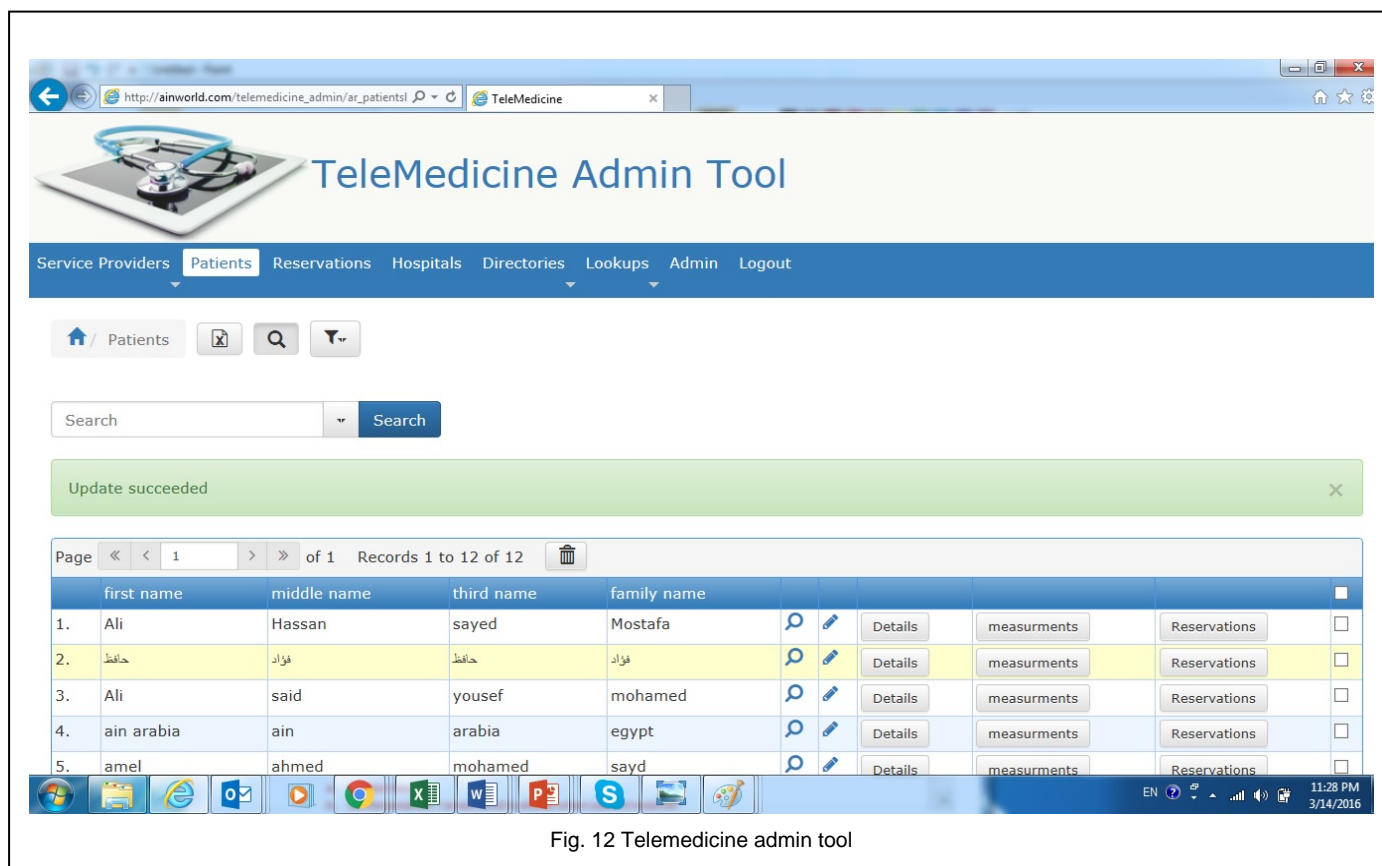 http://ainworld.com/telemedicine_admin/ar_patientsl
TeleMedicine
TeleMedicine Admin Tool
Service Providers Patients Reservations Hospitals Directories Lookups Admin Logout
/ Patients
Search Search
Update succeeded
Page 1 of 1 Records 1 to 12 of 12
first name middle name third name family name
1. Ali Hassan sayed Mostafa Details measurments Reservations
2. حافظ فؤاد حافظ فؤاد Details measurments Reservations
3. Ali said yousef mohamed Details measurments Reservations
4. ain arabia ain arabia egypt Details measurments Reservations
5. amel ahmed mohamed sayd Details measurments Reservations
EN 11:28 PM
3/14/2016
Fig. 12 Telemedicine admin tool